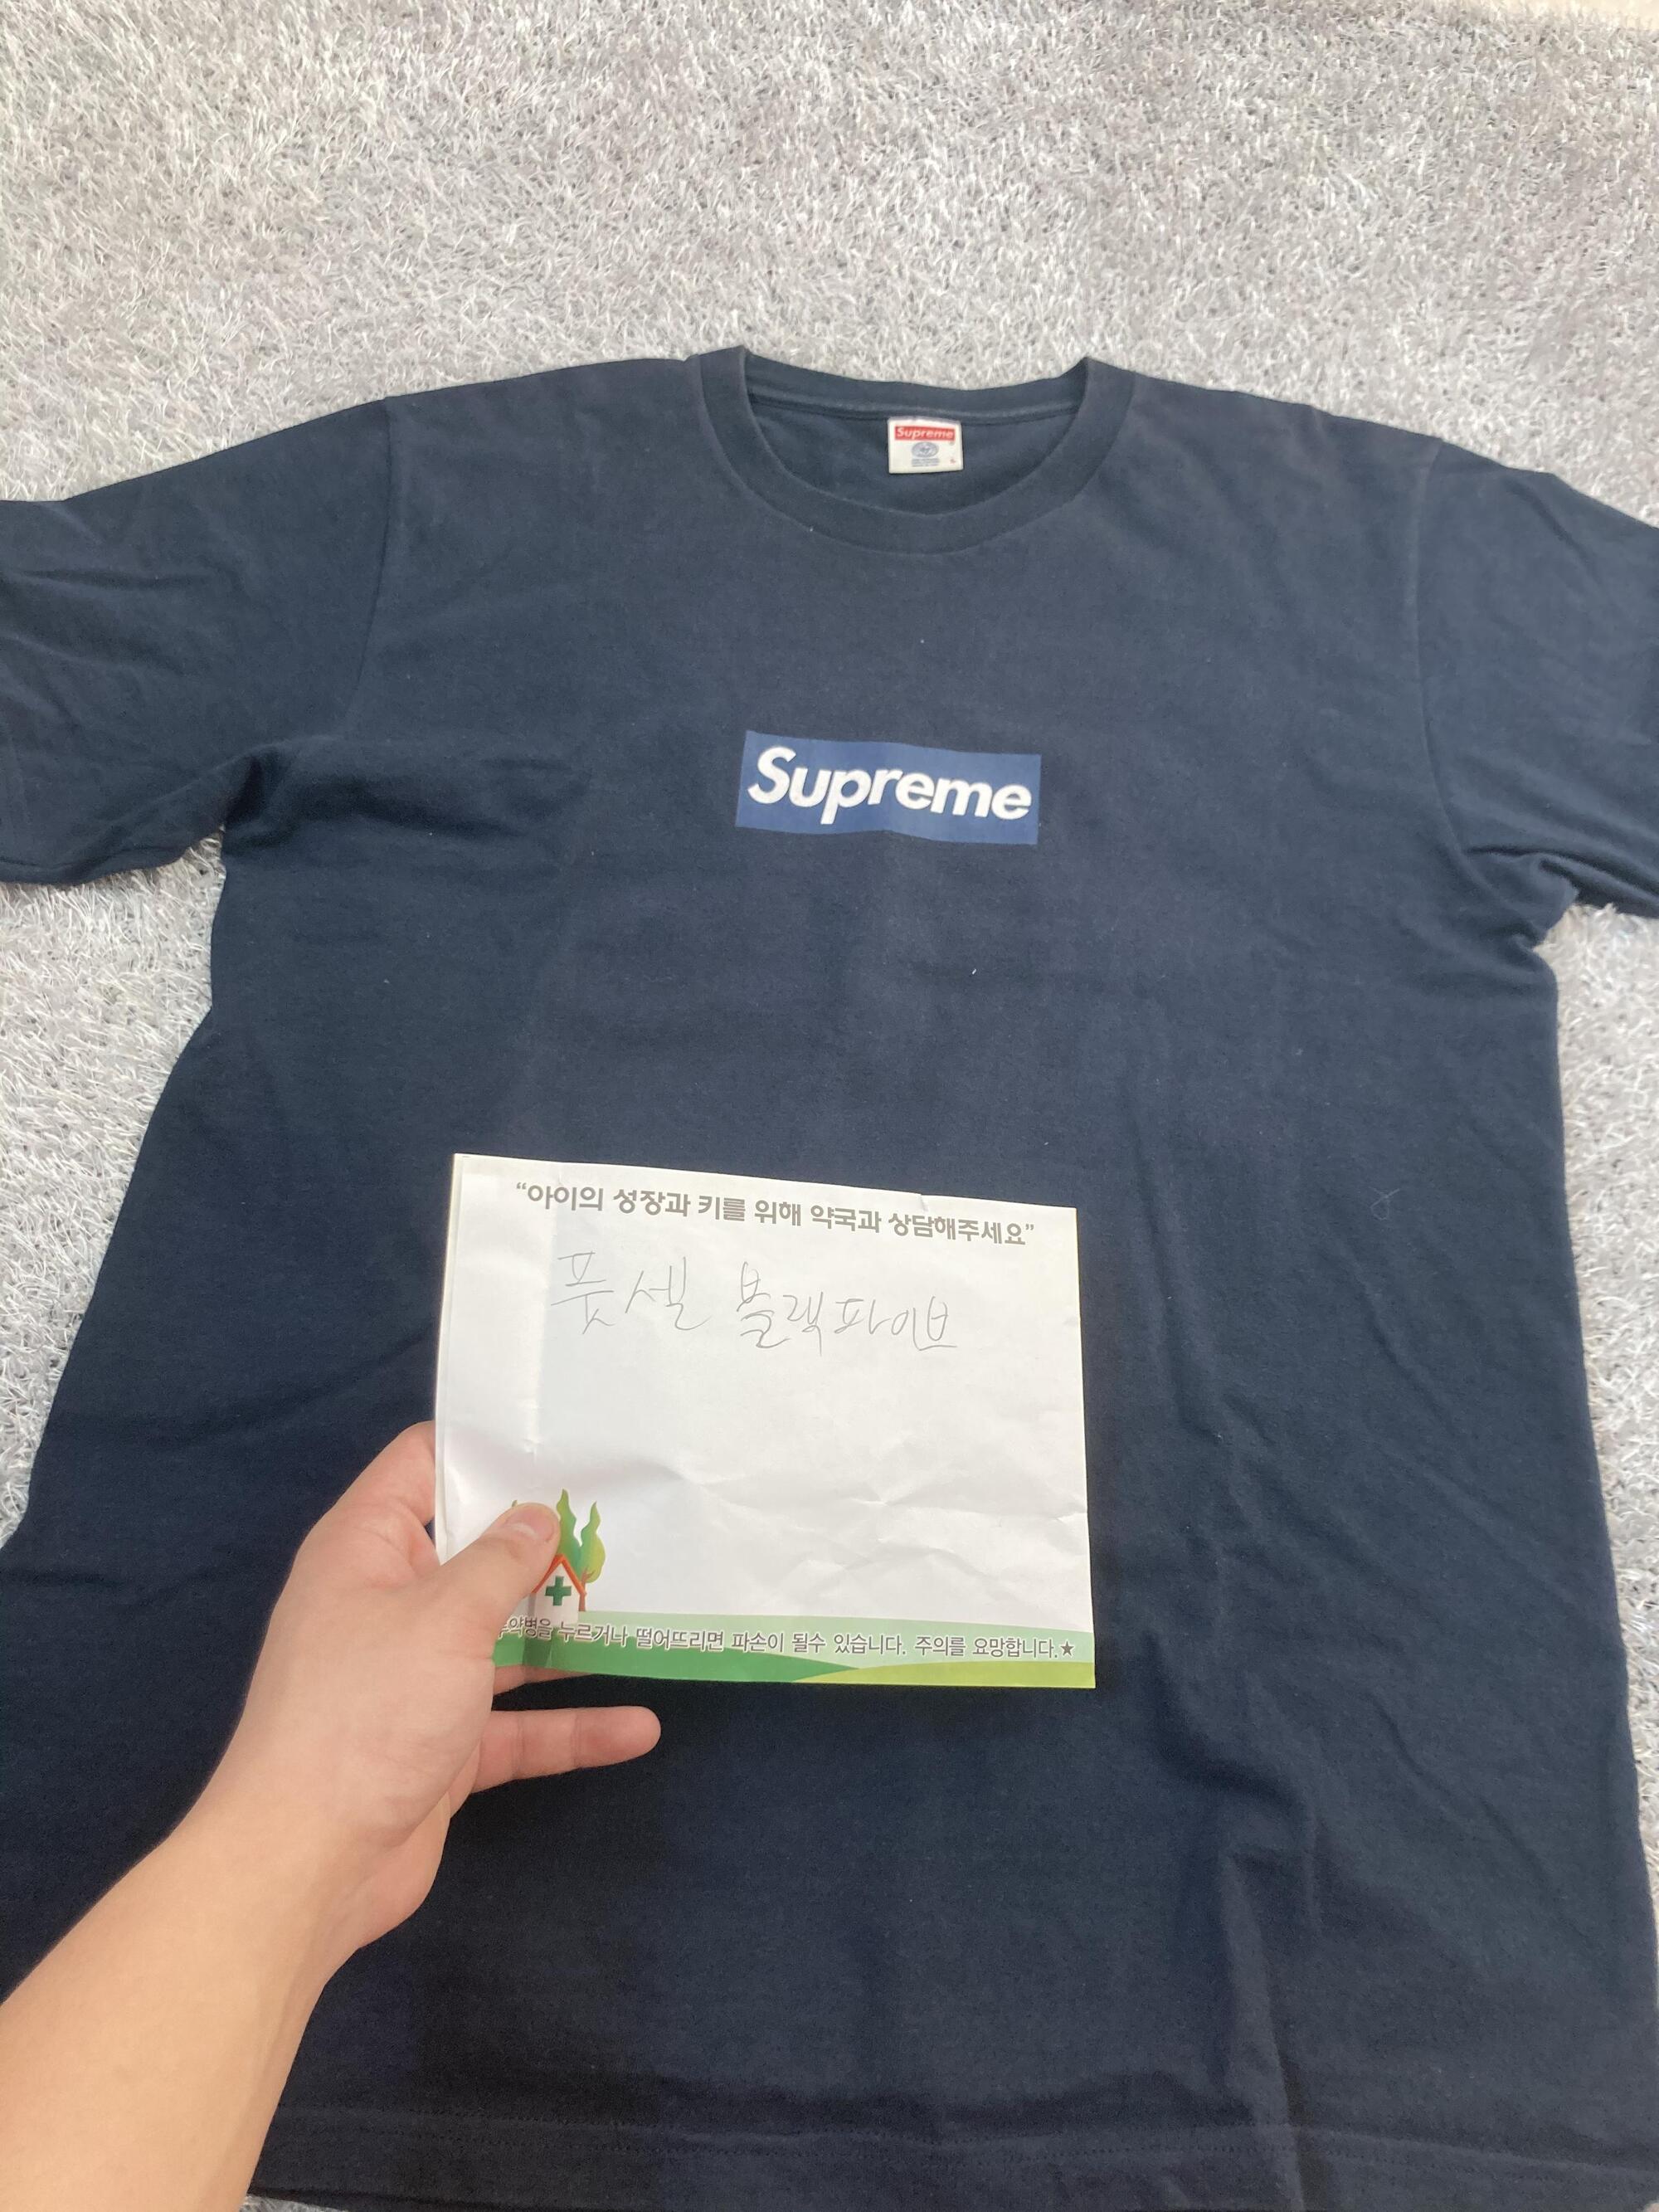 Supreme
L
Supreme
“아이의 성장과 키를 위해 약국과 상담해주세요”
풋셀 블랙파이브
약병을 누르거나 떨어뜨리면 파손이 될수 있습니다. 주의를 요망합니다.★